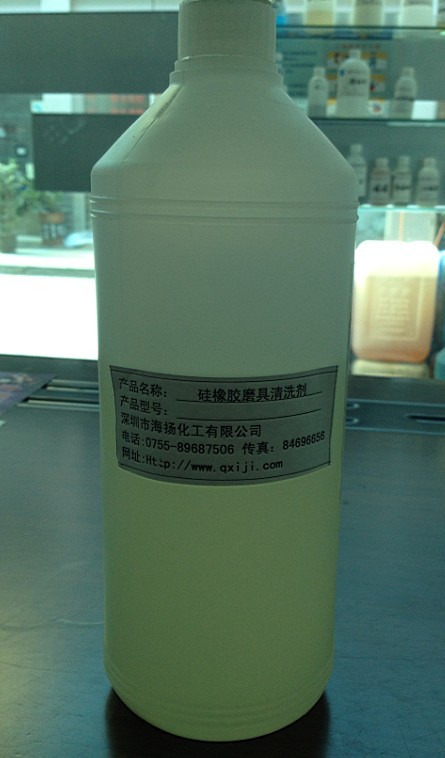 产品名称：硅橡胶磨具清洗剂
产品型号：
深圳市海扬化工有限公司
电话:0755-89687506 传真：84696656
网址:Http://www.qxiji.com